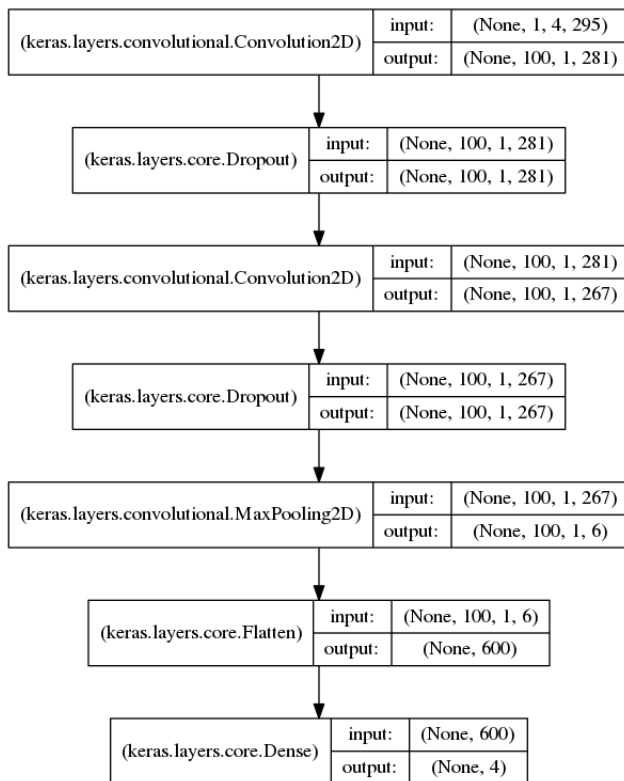 (keras.layers.convolutional.Convolution2D)
input: (None, 1, 4, 295)
output: (None, 100, 1, 281)
(keras.layers.core.Dropout)
input: (None, 100, 1, 281)
output: (None, 100, 1, 281)
(keras.layers.convolutional.Convolution2D)
input: (None, 100, 1, 281)
output: (None, 100, 1, 267)
(keras.layers.core.Dropout)
input: (None, 100, 1, 267)
output: (None, 100, 1, 267)
(keras.layers.convolutional.MaxPooling2D)
input: (None, 100, 1, 267)
output: (None, 100, 1, 6)
(keras.layers.core.Flatten)
input: (None, 100, 1, 6)
output: (None, 600)
(keras.layers.core.Dense)
input: (None, 600)
output: (None, 4)